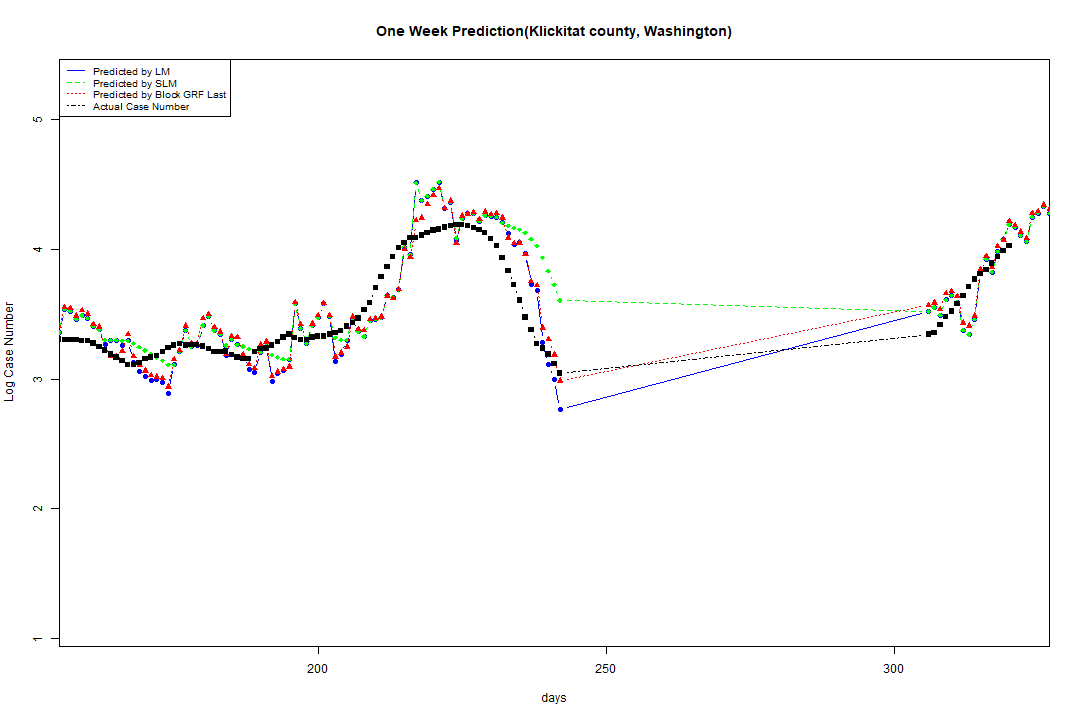 One Week Prediction(Klickitat county, Washington)
Predicted by LM
Predicted by SLM
Predicted by Block GRF Last
Actual Case Number
5
4
3
2
1
Log Case Number
200
250
300
days